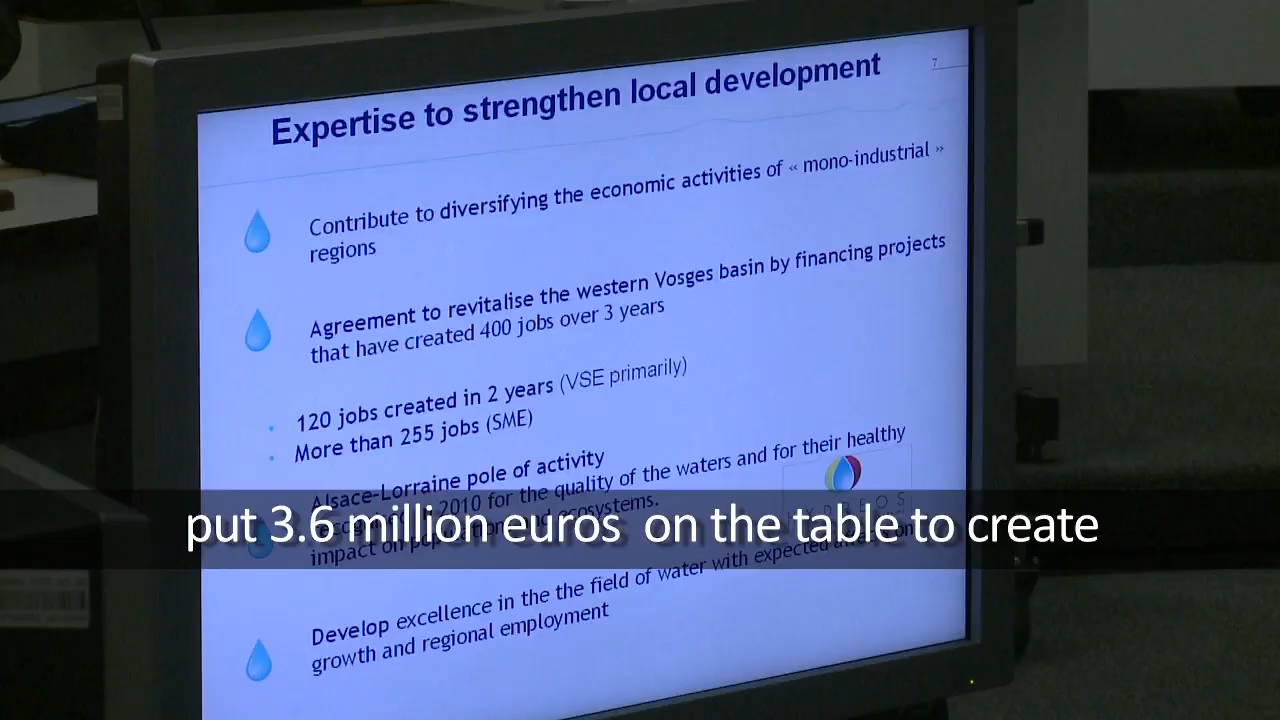 7
Expertise to strengthen local development
Contribute to diversifying the economic activities of « mono-industrial »
regions
Agreement to revitalise the western Vosges basin by financing projects
that have created 400 jobs over 3 years
120 jobs created in 2 years (VSE primarily)
More than 255 jobs (SME)
Alsace-Lorraine pole of activity
2010 for the quality of the waters and for their healthy
impact on ecosystems.
put 3.6 million euros on the table to create
Develop excellence in the the field of water with expected
growth and regional employment